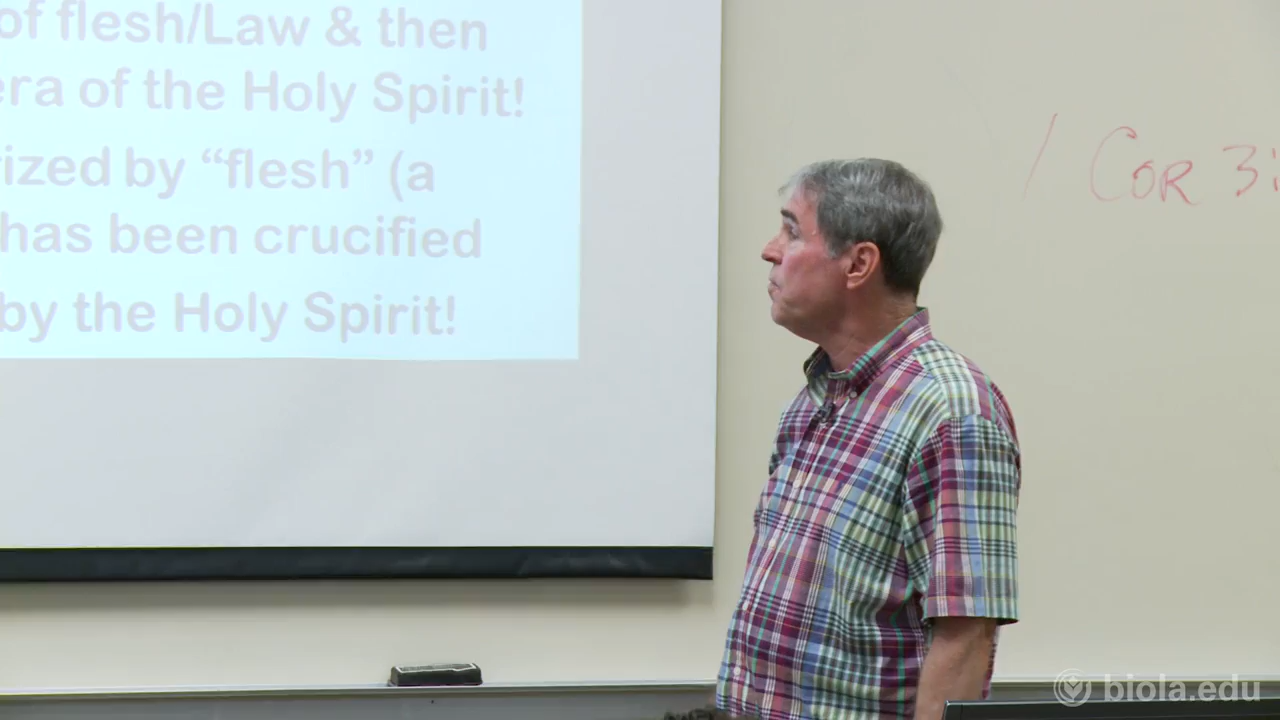 of flesh/Law & then
era of the Holy Spirit!
rized by “flesh” (a
has been crucified
by the Holy Spirit!
1 COR 3:
biola.edu